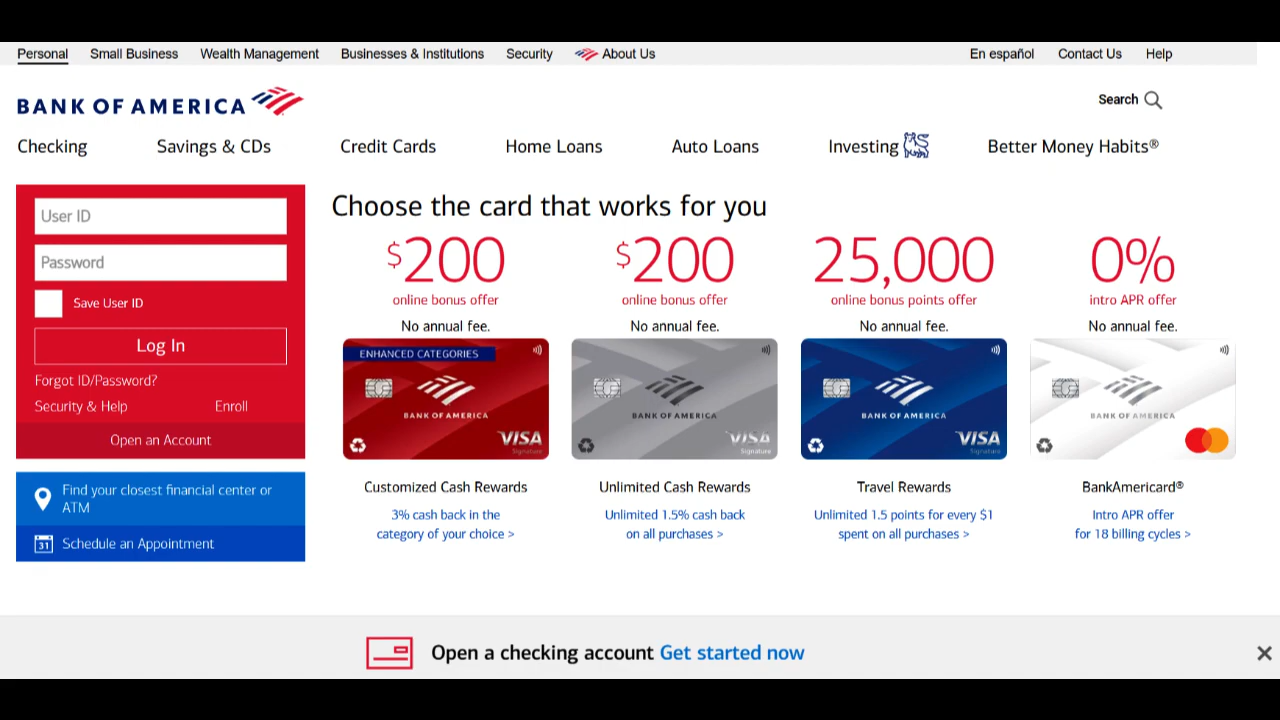 Personal Small Business Wealth Management Businesses & Institutions Security About Us En español Contact Us Help
BANK OF AMERICA
Search
Checking Savings & CDs Credit Cards Home Loans Auto Loans Investing Better Money Habits®
User ID
Password
Save User ID
Log In
Forgot ID/Password?
Security & Help Enroll
Open an Account
Find your closest financial center or
ATM
31 Schedule an Appointment
Choose the card that works for you
$200
online bonus offer
No annual fee.
ENHANCED CATEGORIES
BANK OF AMERICA
VISA
Signature
Customized Cash Rewards
3% cash back in the
category of your choice >
$200
online bonus offer
No annual fee.
BANK OF AMERICA
VISA
Signature
Unlimited Cash Rewards
Unlimited 1.5% cash back
on all purchases >
25,000
online bonus points offer
No annual fee.
BANK OF AMERICA
VISA
Signature
Travel Rewards
Unlimited 1.5 points for every $1
spent on all purchases >
0%
intro APR offer
No annual fee.
BANK OF AMERICA
BankAmericard®
Intro APR offer
for 18 billing cycles >
Open a checking account Get started now